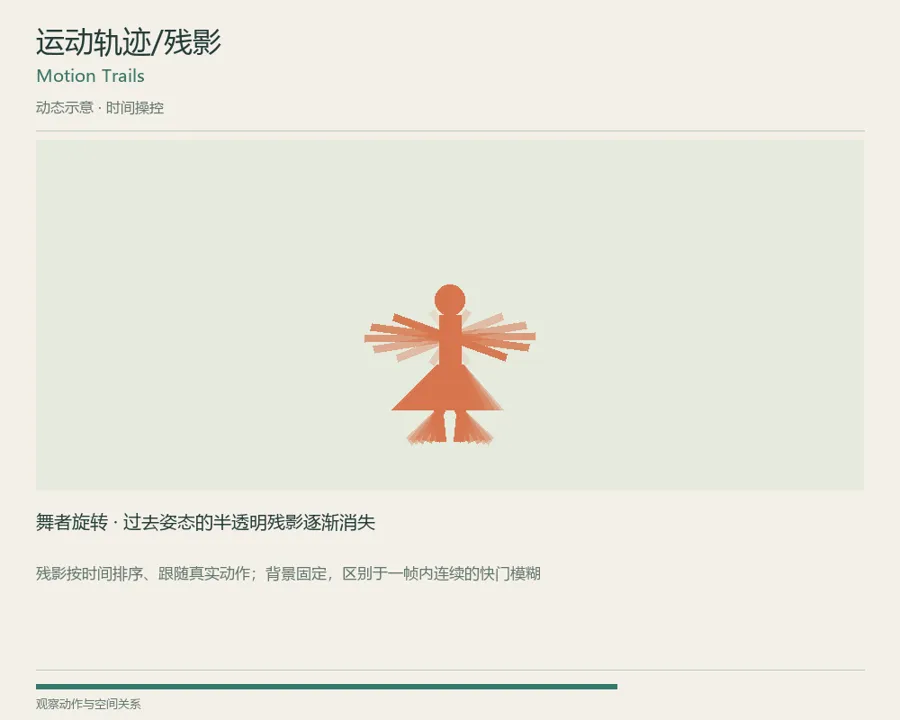 运动轨迹/残影
Motion Trails
动态示意 · 时间操控
舞者旋转 · 过去姿态的半透明残影逐渐消失
残影按时间排序、跟随真实动作；背景固定，区别于一帧内连续的快门模糊
观察动作与空间关系